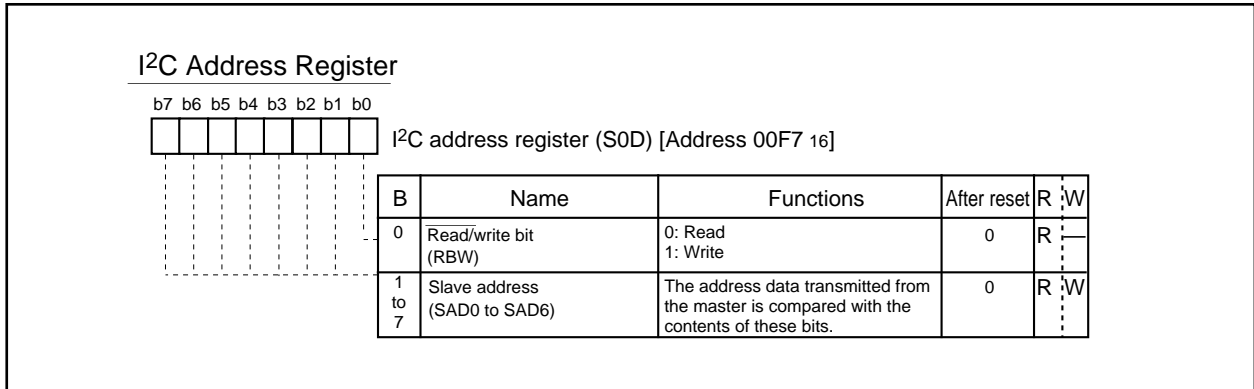 I2C Address Register
b7 b6 b5 b4 b3 b2 b1 b0
I2C address register (S0D) [Address 00F7 16]
B Name Functions After reset R W
0 Read/write bit 0: Read 0 R —
(RBW) 1: Write
1 Slave address The address data transmitted from 0 R W
to (SAD0 to SAD6) the master is compared with the
7 contents of these bits.